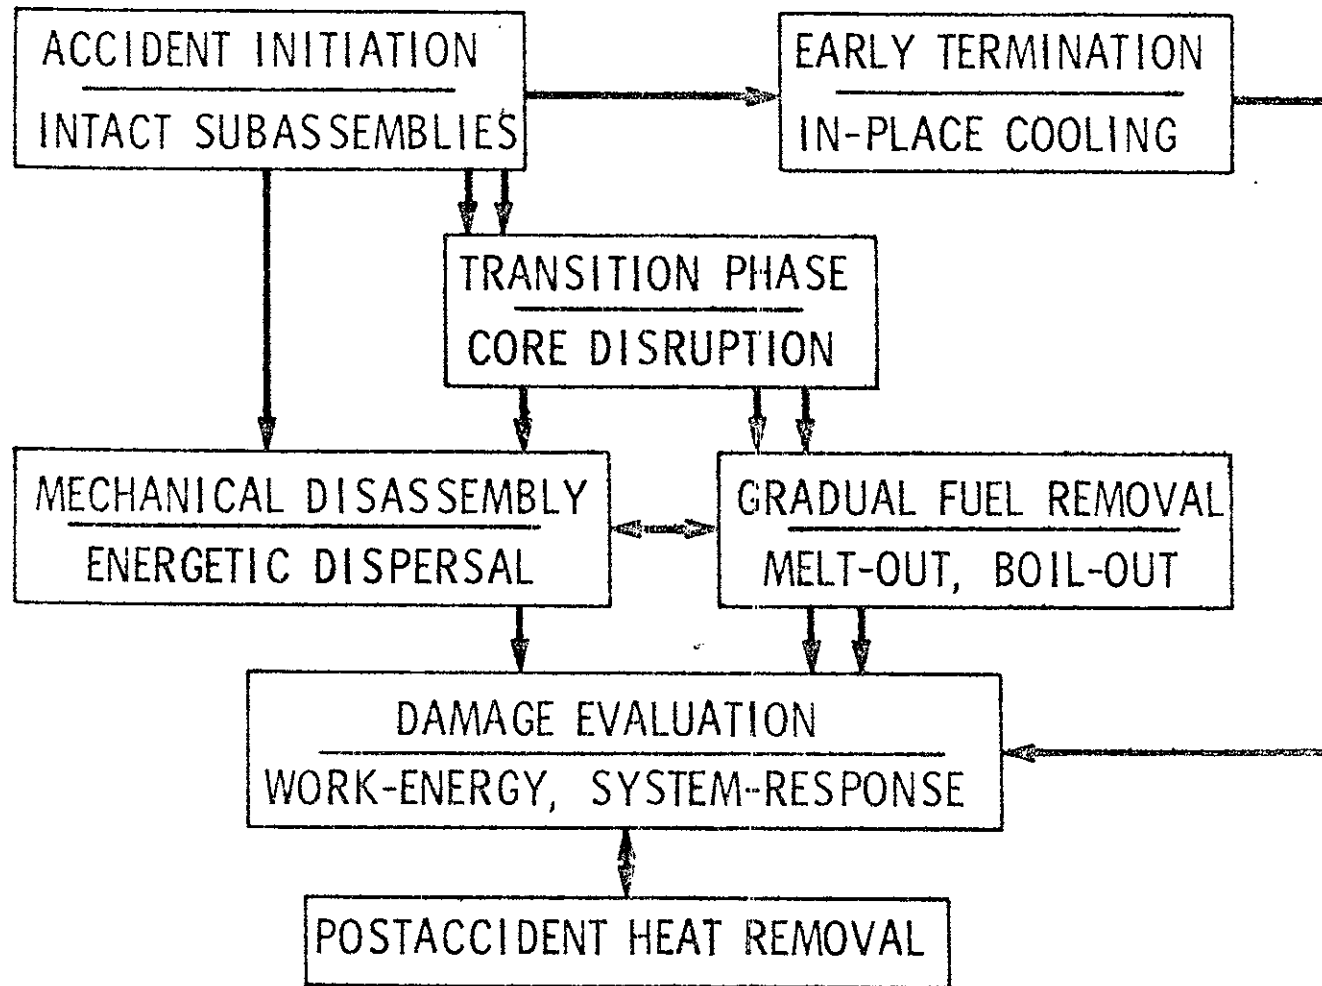 ACCIDENT INITIATION
INTACT SUBASSEMBLIES
EARLY TERMINATION
IN-PLACE COOLING
TRANSITION PHASE
CORE DISRUPTION
MECHANICAL DISASSEMBLY
ENERGETIC DISPERSAL
GRADUAL FUEL REMOVAL
MELT-OUT, BOIL-OUT
DAMAGE EVALUATION
WORK-ENERGY, SYSTEM-RESPONSE
POSTACCIDENT HEAT REMOVAL